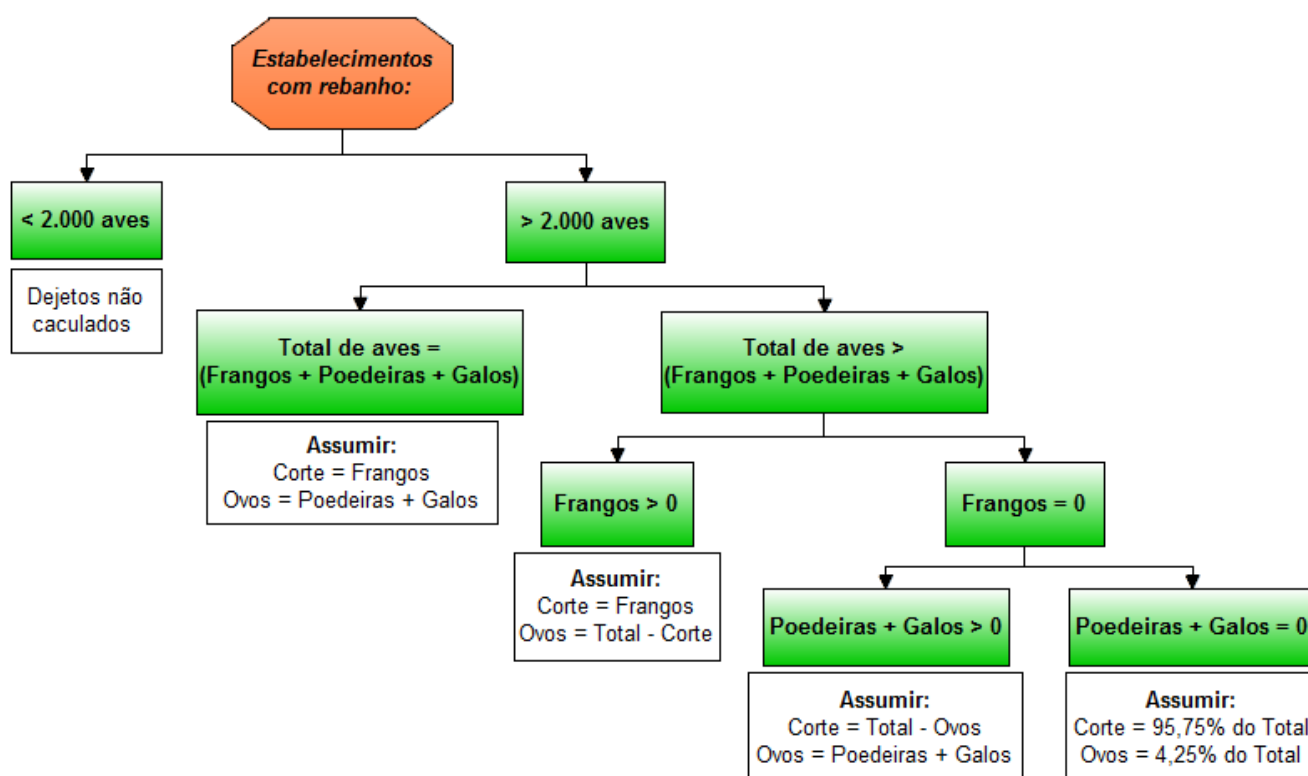 Estabelecimentos
com rebanho:
< 2.000 aves
> 2.000 aves
Dejetos não
caculados
Total de aves =
(Frangos + Poedeiras + Galos)
Total de aves >
(Frangos + Poedeiras + Galos)
Assumir:
Corte = Frangos
Ovos = Poedeiras + Galos
Frangos > 0
Frangos = 0
Assumir:
Corte = Frangos
Ovos = Total - Corte
Poedeiras + Galos > 0
Poedeiras + Galos = 0
Assumir:
Corte = Total - Ovos
Ovos = Poedeiras + Galos
Assumir:
Corte = 95,75% do Total
Ovos = 4,25% do Total